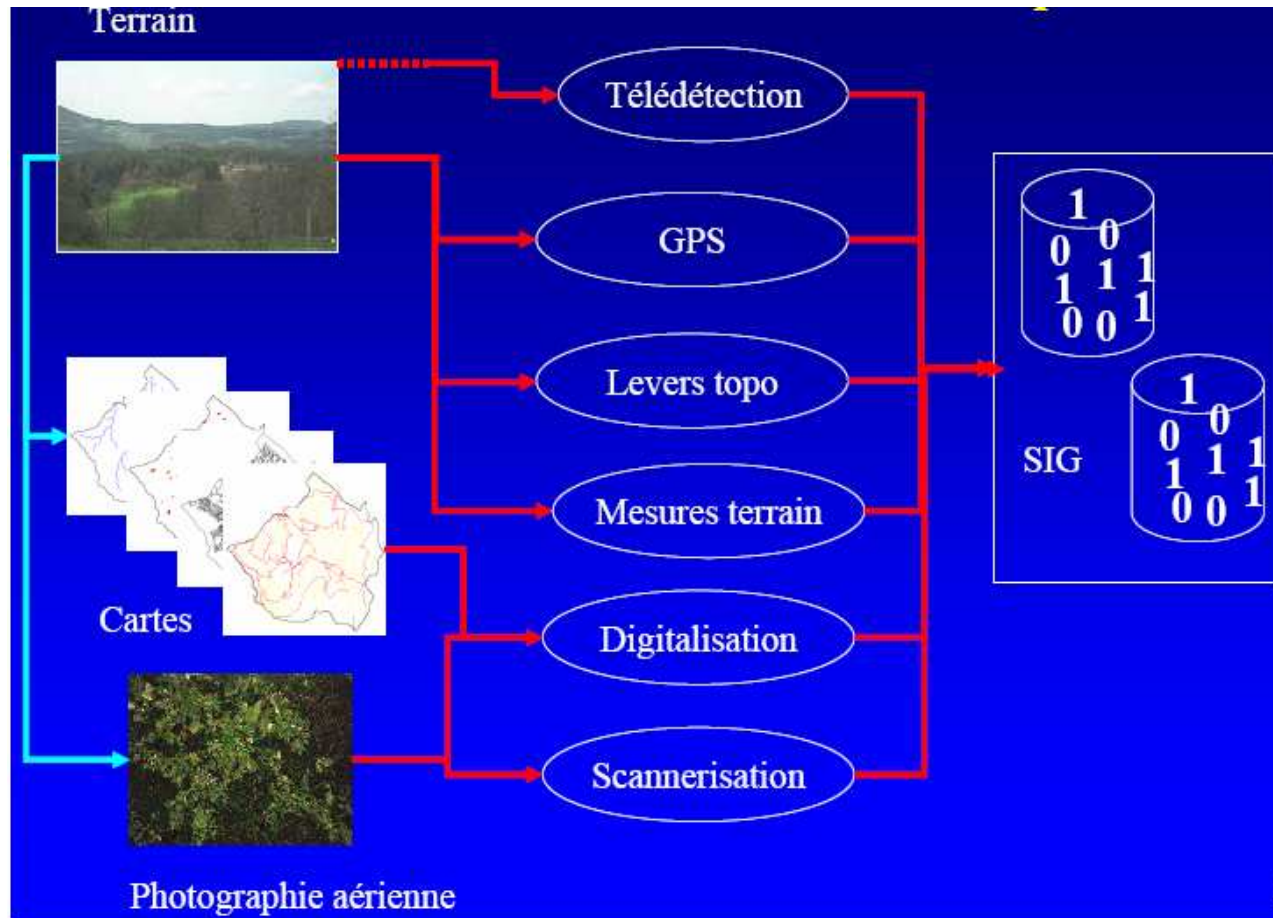 Terrain
Télédétection
GPS
Levers topo
Mesures terrain
Digitalisation
Scannerisation
Cartes
Photographie aérienne
SIG
1
0 0
1 1 1
0 0 1
1
0 0
1 1 1
0 0 1